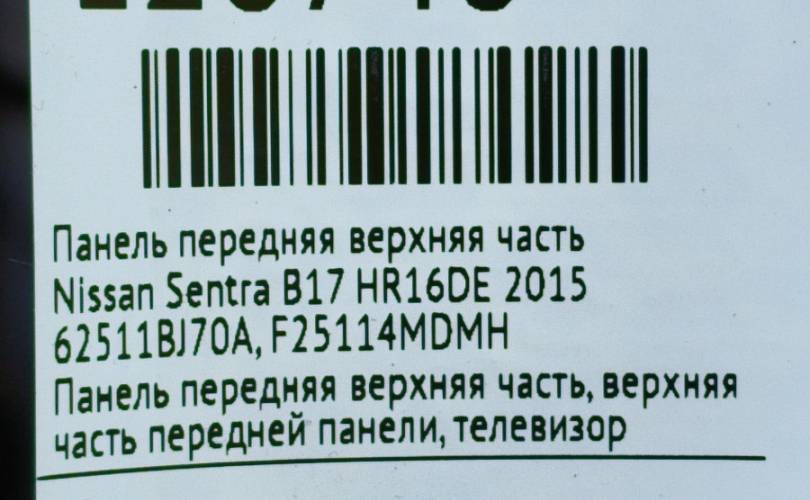 Панель передняя верхняя часть
Nissan Sentra B17 HR16DE 2015
62511BJ70A, F25114MDMH
Панель передняя верхняя часть, верхняя
часть передней панели, телевизор